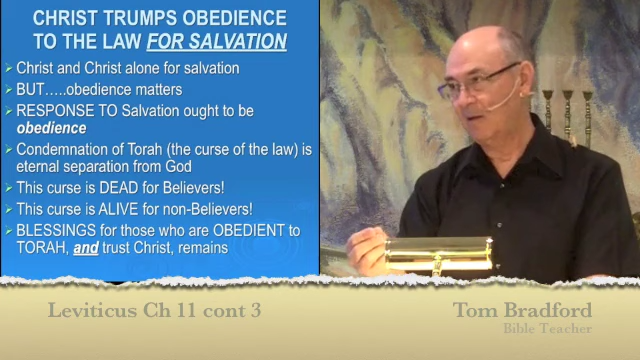 CHRIST TRUMPS OBEDIENCE
TO THE LAW FOR SALVATION
➢ Christ and Christ alone for salvation
➢ BUT…..obedience matters
➢ RESPONSE TO Salvation ought to be
obedience
➢ Condemnation of Torah (the curse of the law) is
eternal separation from God
➢ This curse is DEAD for Believers!
➢ This curse is ALIVE for non-Believers!
➢ BLESSINGS for those who are OBEDIENT to
TORAH, and trust Christ, remains
Leviticus Ch 11 cont 3
Tom Bradford
Bible Teacher